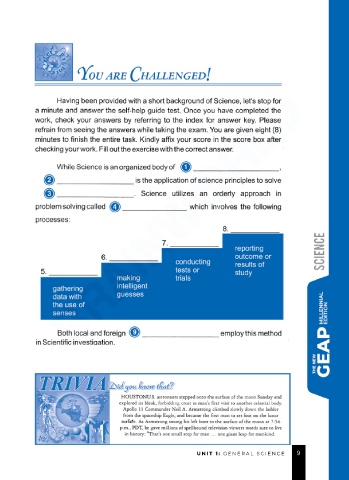 YOU ARE CHALLENGED!
Having been provided with a short background of Science, let's stop for
a minute and answer the self-help guide test. Once you have completed the
work, check your answers by referring to the index for answer key. Please
refrain from seeing the answers while taking the exam. You are given eight (8)
minutes to finish the entire task. Kindly affix your score in the score box after
checking your work. Fill out the exercise with the correct answer.
While Science is an organized body of 1 ____________________,
2 __________________ is the application of science principles to solve
3 __________________. Science utilizes an orderly approach in
problem solving called 4 _______________ which involves the following
processes:
8. ____________
7. ____________
6. ____________
5. ____________
reporting
outcome or
results of
study
conducting
tests or
trials
making
intelligent
guesses
gathering
data with
the use of
senses
Both local and foreign 9 __________________ employ this method
in Scientific investigation.
SCIENCE
THE NEW
GEAP MILLENNIAL
EDITION
TRIVIA Did you know that?
HOUSTON U.S. astronauts stepped onto the surface of the moon Sunday and
explored its bleak, forbidding crust in man's first visit to another celestial body.
Apollo 11 Commander Neil A. Armstrong climbed slowly down the ladder
from the spaceship Eagle, and became the first man to set foot on the lunar
surface. As Armstrong swung his left boot to the surface of the moon at 7:56
p.m., PDT, he gave millions of spellbound television viewers words sure to live
in history: "That's one small step for man ... one giant leap for mankind.
UNIT 1: GENERAL SCIENCE 9